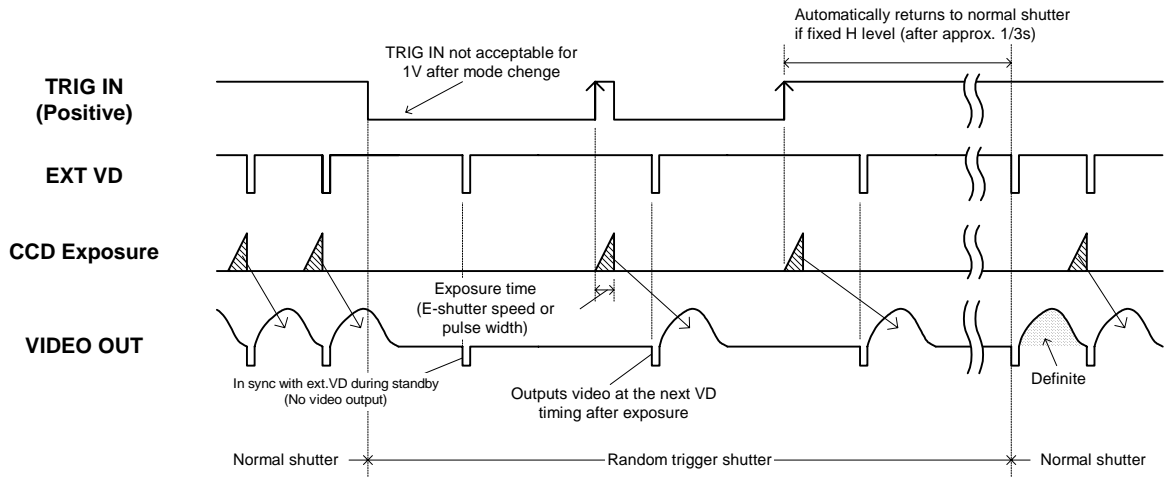 Automatically returns to normal shutter
if fixed H level (after approx. 1/3s)
TRIG IN not acceptable for
1V after mode chenge
TRIG IN
(Positive)
EXT VD
CCD Exposure
Exposure time
(E-shutter speed or
pulse width)
VIDEO OUT
In sync with ext.VD during standby
(No video output)
Outputs video at the next VD
timing after exposure
Definite
Normal shutter
Random trigger shutter
Normal shutter